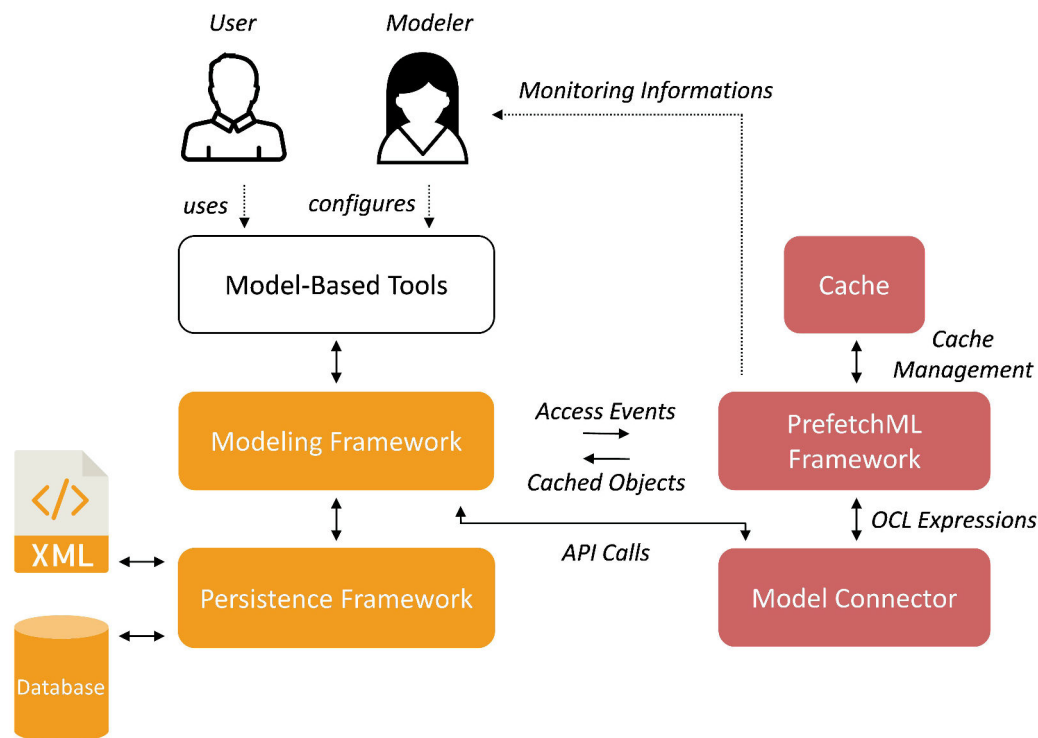 User
Modeler
Monitoring Informations
uses
configures
Model-Based Tools
Cache
Cache
Management
Modeling Framework
Access Events
Cached Objects
PrefetchML
Framework
</>
XML
API Calls
OCL Expressions
Persistence Framework
Model Connector
Database